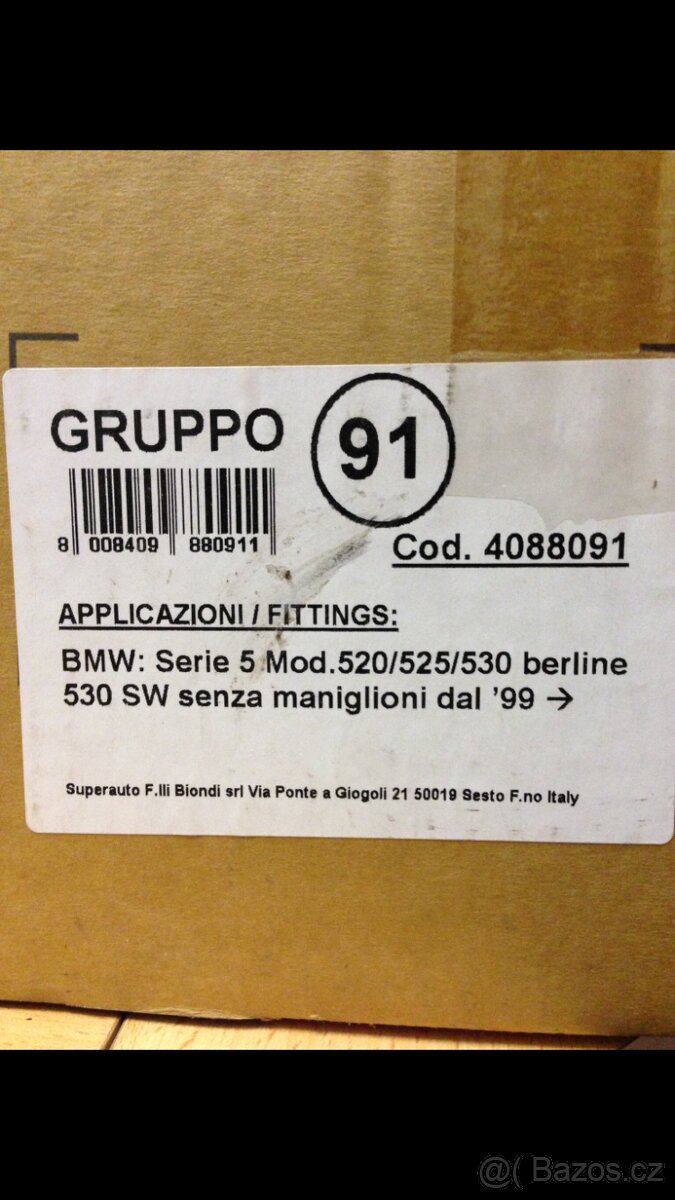 GRUPPO 91
8 008409 880911
Cod. 4088091
APPLICAZIONI / FITTINGS:
BMW: Serie 5 Mod.520/525/530 berline
530 SW senza maniglioni dal '99 →
Superauto F.lli Biondi srl Via Ponte a Giogoli 21 50019 Sesto F.no Italy
@( Bazos.cz